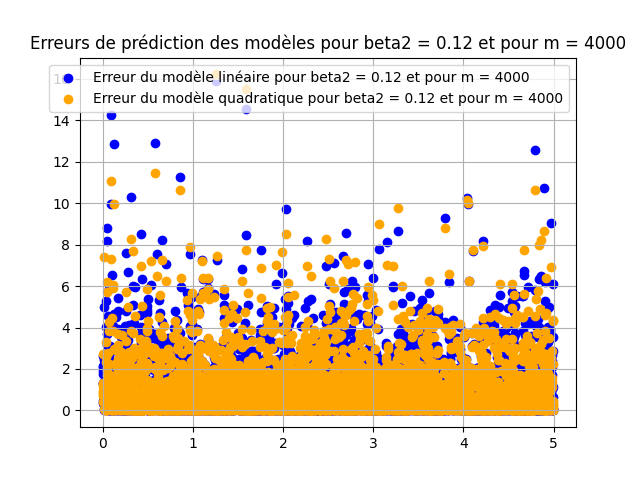 Erreurs de prédiction des modèles pour beta2 = 0.12 et pour m = 4000
Erreur du modèle linéaire pour beta2 = 0.12 et pour m = 4000
Erreur du modèle quadratique pour beta2 = 0.12 et pour m = 4000
16
14
12
10
8
6
4
2
0
0 1 2 3 4 5